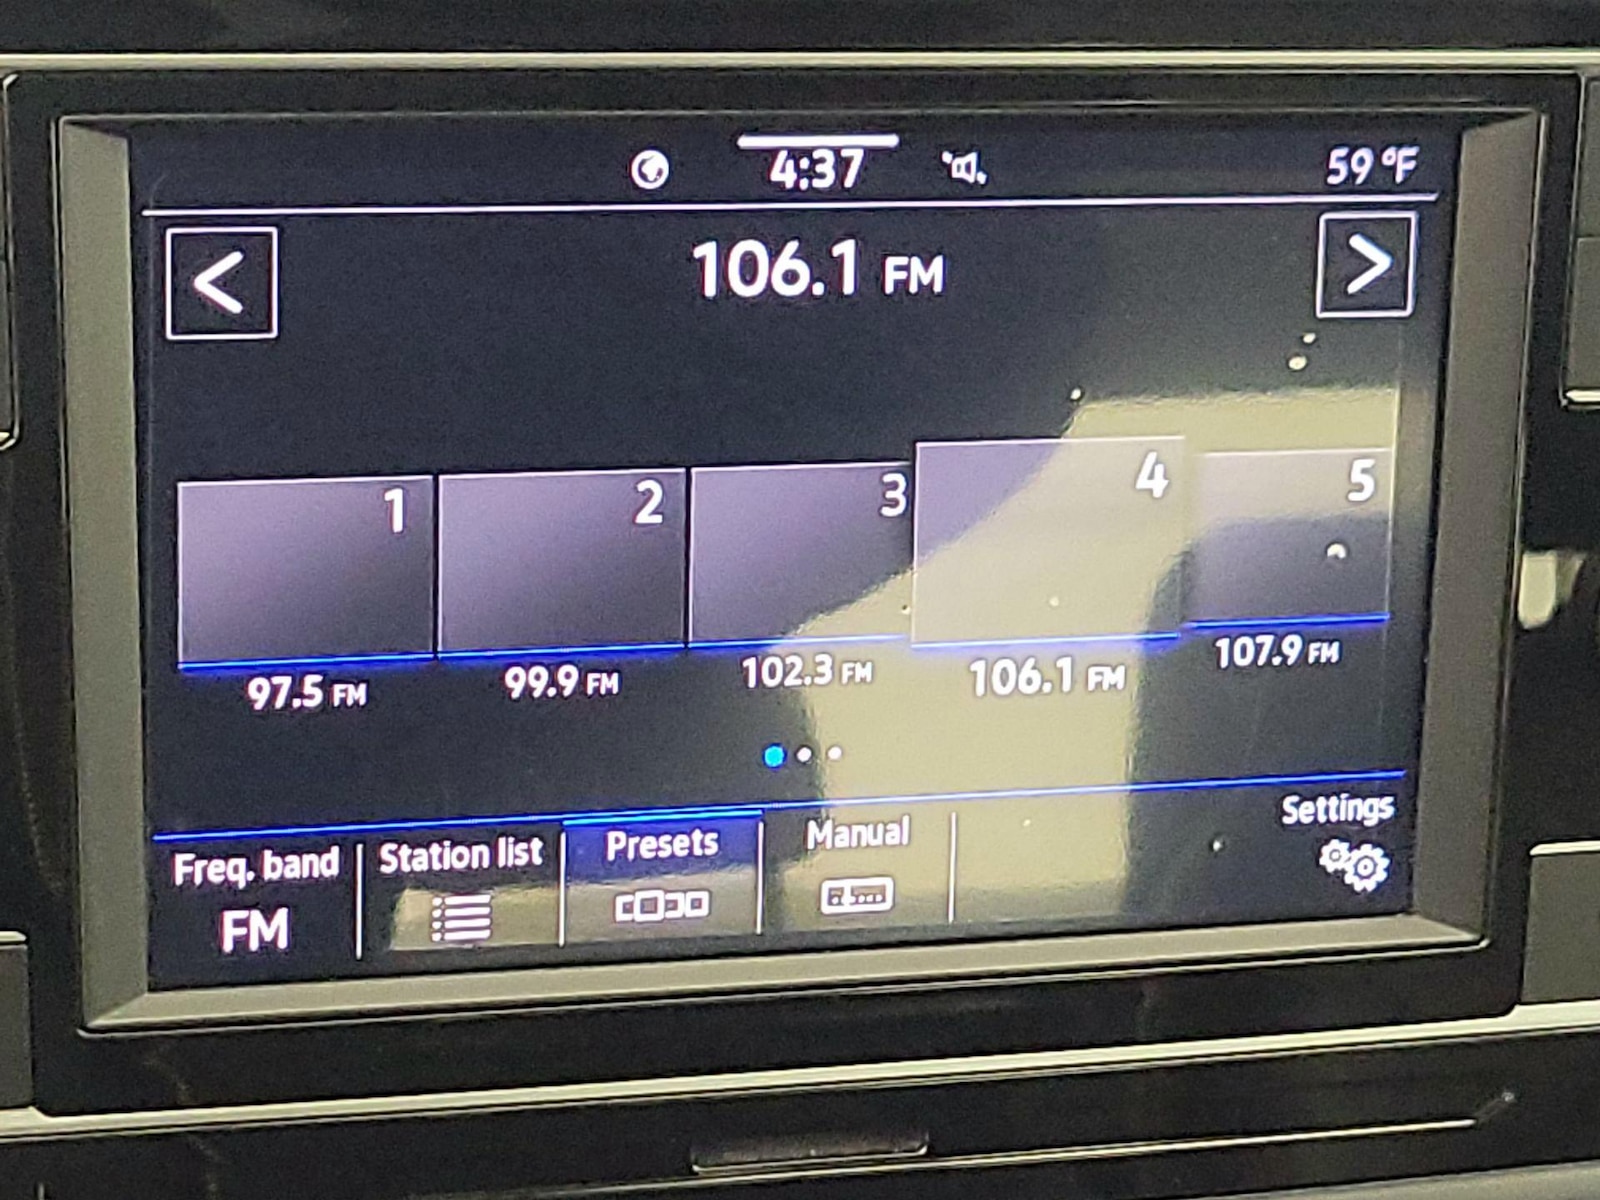 4:37
59 °F
<
106.1 FM
>
1
2
3
4
5
97.5 FM
99.9 FM
102.3 FM
106.1 FM
107.9 FM
Freq. band
FM
Station list
Presets
Manual
Settings